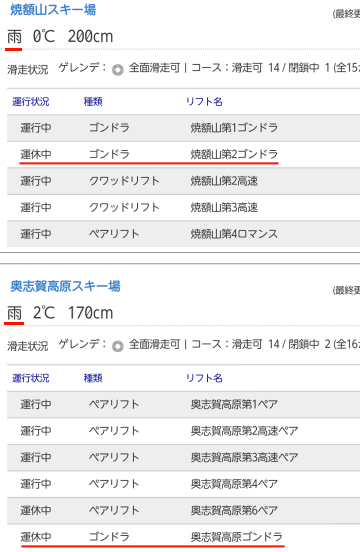 焼額山スキー場 (最終更
雨 0℃ 200cm
滑走状況 ゲレンデ：◎ 全面滑走可 | コース：滑走可 14 / 閉鎖中 1 (全15
運行状況 種類 リフト名
運行中 ゴンドラ 焼額山第1ゴンドラ
運休中 ゴンドラ 焼額山第2ゴンドラ
運行中 クワッドリフト 焼額山第2高速
運行中 クワッドリフト 焼額山第3高速
運行中 ペアリフト 焼額山第4ロマンス
奥志賀高原スキー場 (最終更
雨 2℃ 170cm
滑走状況 ゲレンデ：◎ 全面滑走可 | コース：滑走可 14 / 閉鎖中 2 (全16
運行状況 種類 リフト名
運行中 ペアリフト 奥志賀高原第1ペア
運行中 ペアリフト 奥志賀高原第2高速ペア
運行中 ペアリフト 奥志賀高原第3高速ペア
運行中 ペアリフト 奥志賀高原第4ペア
運休中 ペアリフト 奥志賀高原第6ペア
運休中 ゴンドラ 奥志賀高原ゴンドラ